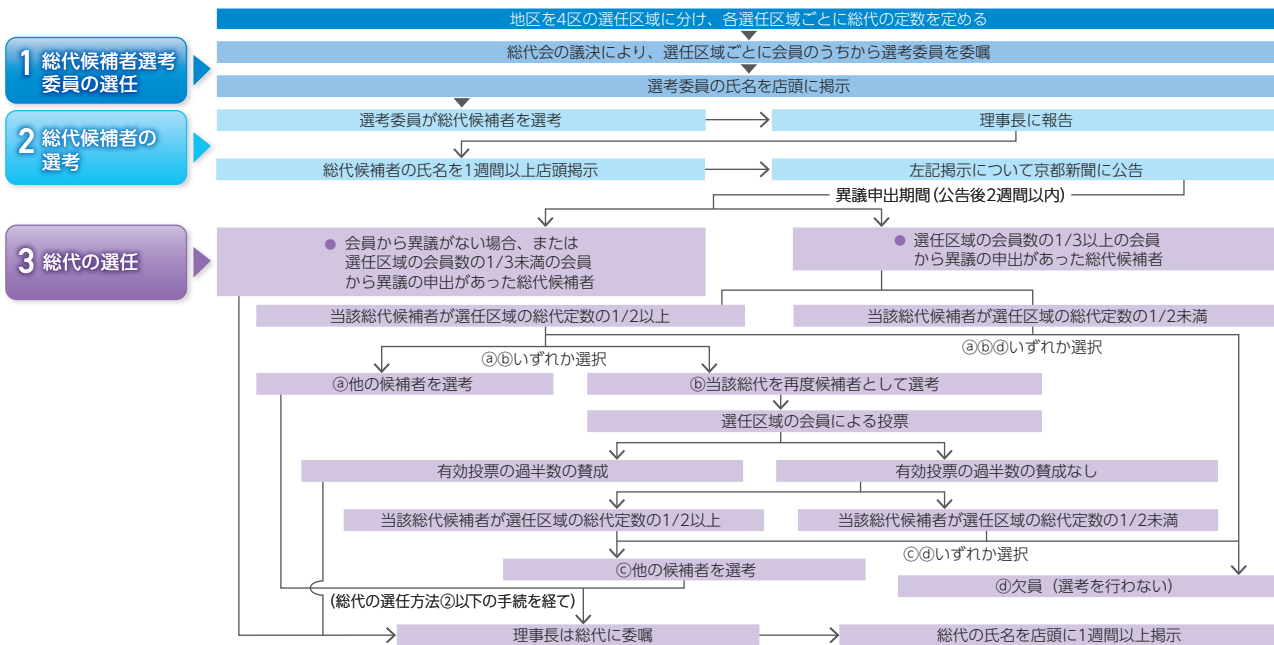 地区を4区の選任区域に分け、各選任区域ごとに総代の定数を定める
1 総代候補者選考
委員の選任
総代会の議決により、選任区域ごとに会員のうちから選考委員を委嘱
選考委員の氏名を店頭に掲示
2 総代候補者の
選考
選考委員が総代候補者を選考
理事長に報告
総代候補者の氏名を1週間以上店頭掲示
左記掲示について京都新聞に公告
異議申出期間(公告後2週間以内)
3 総代の選任
● 会員から異議がない場合、または
選任区域の会員数の1/3未満の会員
から異議の申出があった総代候補者
● 選任区域の会員数の1/3以上の会員
から異議の申出があった総代候補者
当該総代候補者が選任区域の総代定数の1/2以上
当該総代候補者が選任区域の総代定数の1/2未満
ⓐⓑいずれか選択
ⓐⓑⓓいずれか選択
ⓐ他の候補者を選考
ⓑ当該総代を再度候補者として選考
選任区域の会員による投票
有効投票の過半数の賛成
有効投票の過半数の賛成なし
当該総代候補者が選任区域の総代定数の1/2以上
当該総代候補者が選任区域の総代定数の1/2未満
ⓒⓓいずれか選択
ⓒ他の候補者を選考
ⓓ欠員（選考を行わない）
(総代の選任方法②以下の手続を経て)
理事長は総代に委嘱
総代の氏名を店頭に1週間以上掲示